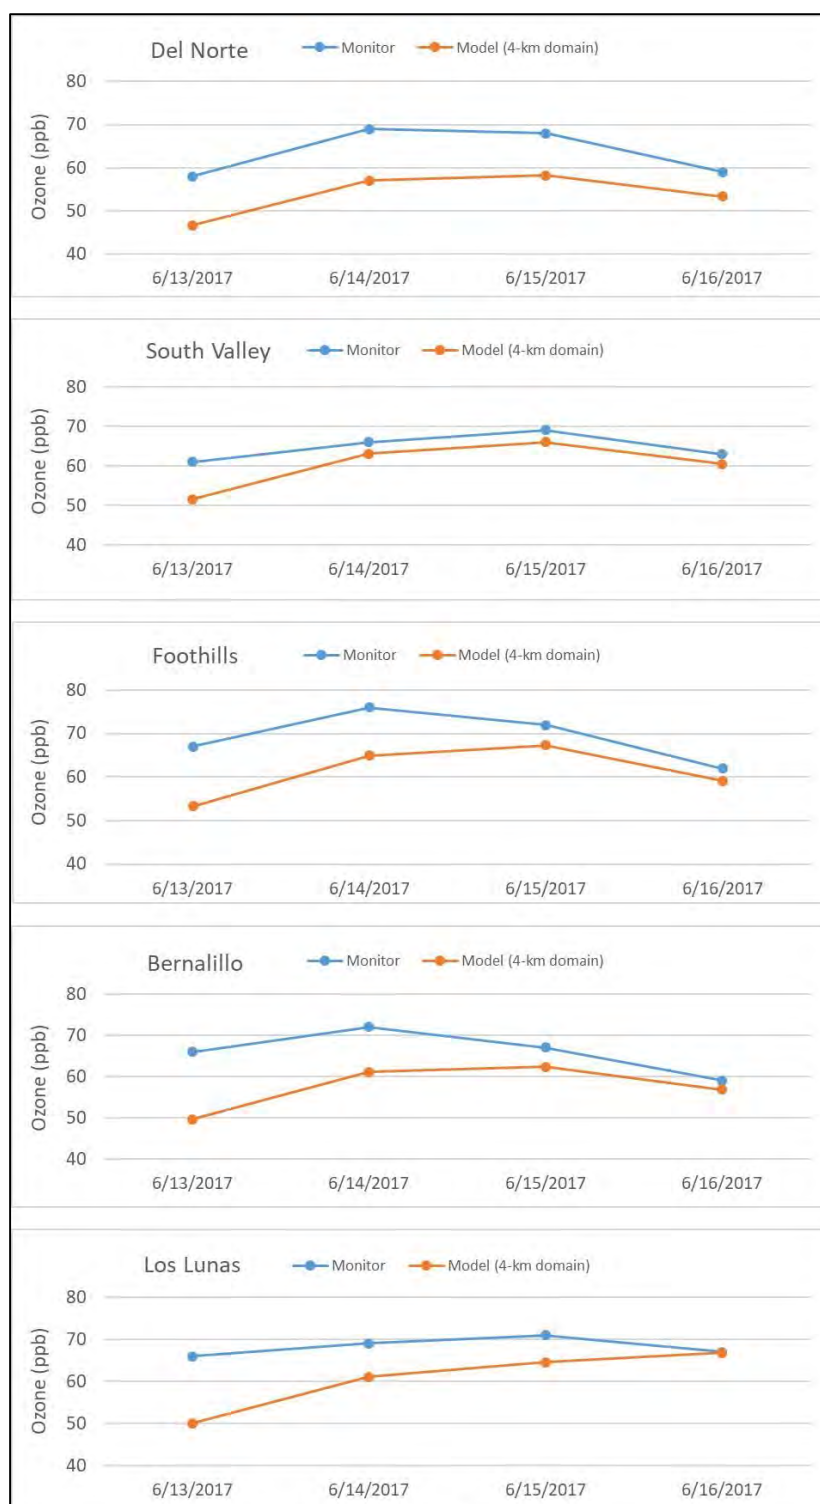 Del Norte Monitor Model (4-km domain)
80
70
60
50
40
Ozone (ppb)
6/13/2017 6/14/2017 6/15/2017 6/16/2017
South Valley Monitor Model (4-km domain)
80
70
60
50
40
Ozone (ppb)
6/13/2017 6/14/2017 6/15/2017 6/16/2017
Foothills Monitor Model (4-km domain)
80
70
60
50
40
Ozone (ppb)
6/13/2017 6/14/2017 6/15/2017 6/16/2017
Bernalillo Monitor Model (4-km domain)
80
70
60
50
40
Ozone (ppb)
6/13/2017 6/14/2017 6/15/2017 6/16/2017
Los Lunas Monitor Model (4-km domain)
80
70
60
50
40
Ozone (ppb)
6/13/2017 6/14/2017 6/15/2017 6/16/2017